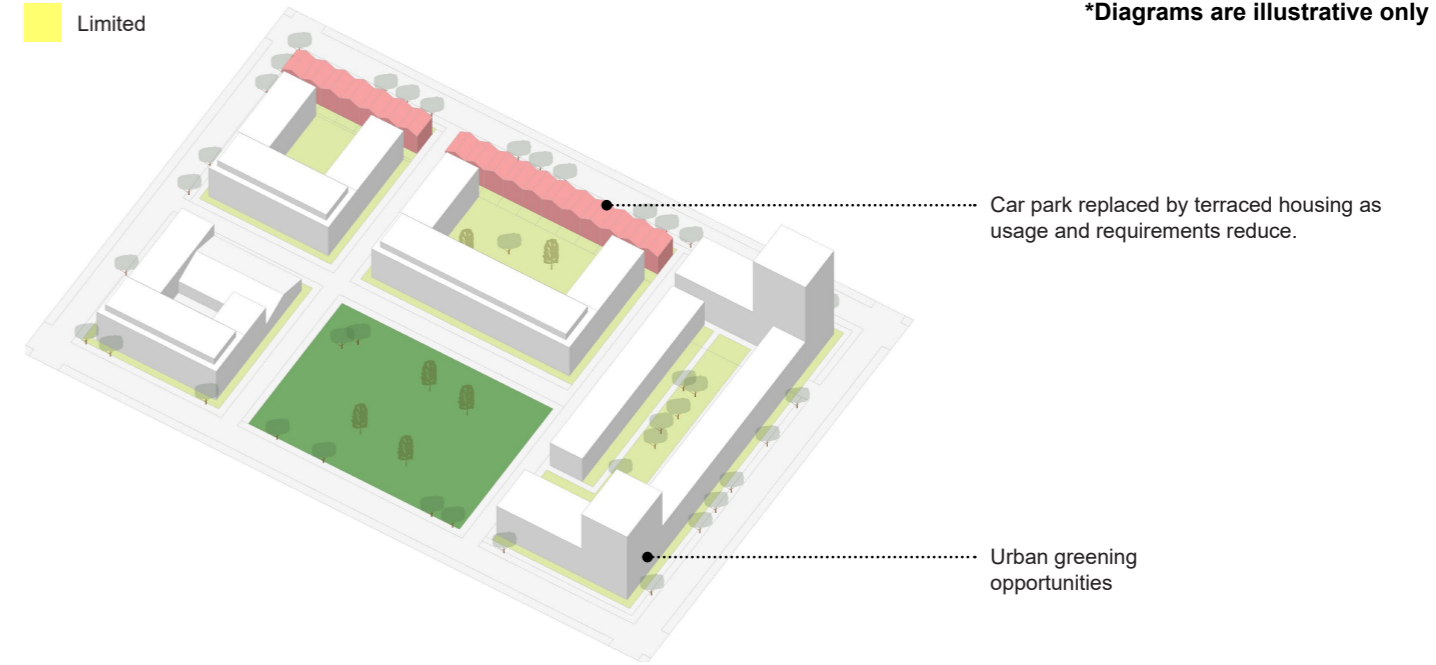 Limited
*Diagrams are illustrative only
Car park replaced by terraced housing as
usage and requirements reduce.
Urban greening
opportunities